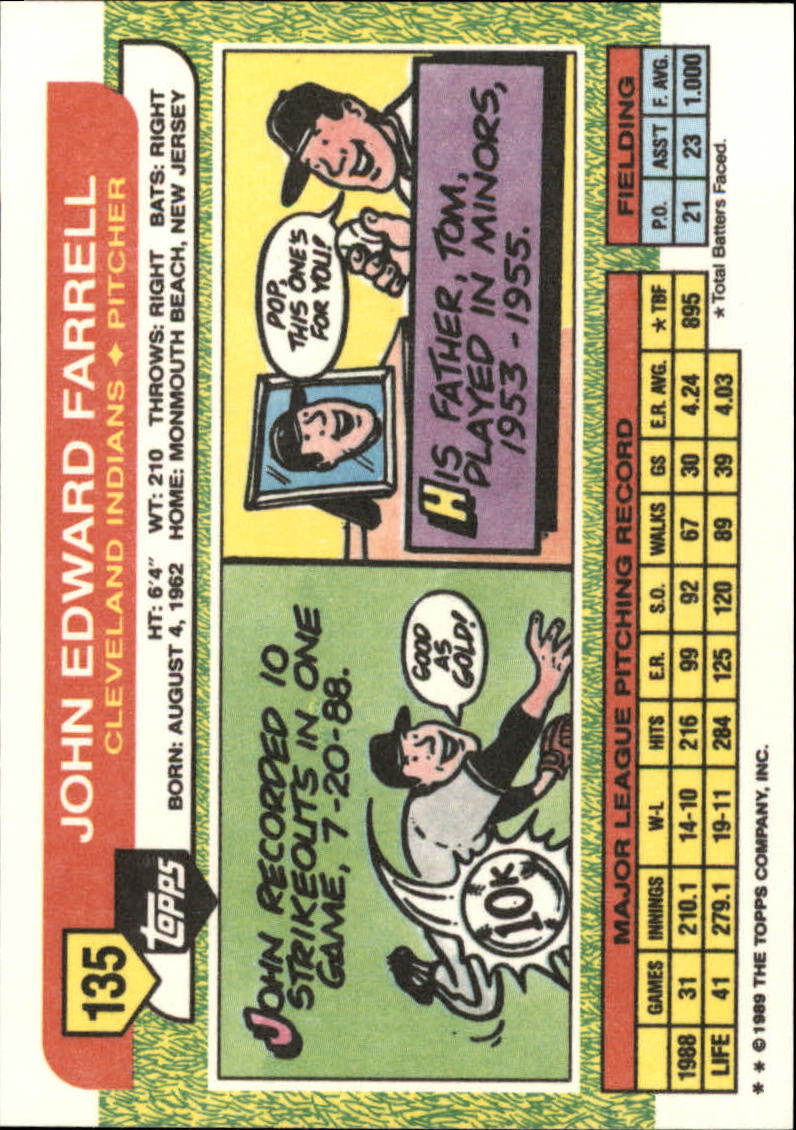 135
Topps
JOHN EDWARD FARRELL
CLEVELAND INDIANS ✦ PITCHER
HT: 6'4" WT: 210 THROWS: RIGHT BATS: RIGHT
BORN: AUGUST 4, 1962 HOME: MONMOUTH BEACH, NEW JERSEY
JOHN RECORDED 10
STRIKEOUTS IN ONE
GAME, 7-20-88.
GOOD
AS
GOLD!
10K
POP,
THIS ONE'S
FOR YOU!
HIS FATHER, TOM,
PLAYED IN MINORS,
1953-1955.
MAJOR LEAGUE PITCHING RECORD
GAMES INNINGS W-L HITS E.R. S.O. WALKS GS E.R. AVG. ★TBF
1988 31 210.1 14-10 216 99 92 67 30 4.24 895
LIFE 41 279.1 19-11 284 125 120 89 39 4.03
FIELDING
P.O. ASS'T F. AVG.
21 23 1.000
★Total Batters Faced.
* * © 1989 THE TOPPS COMPANY, INC.